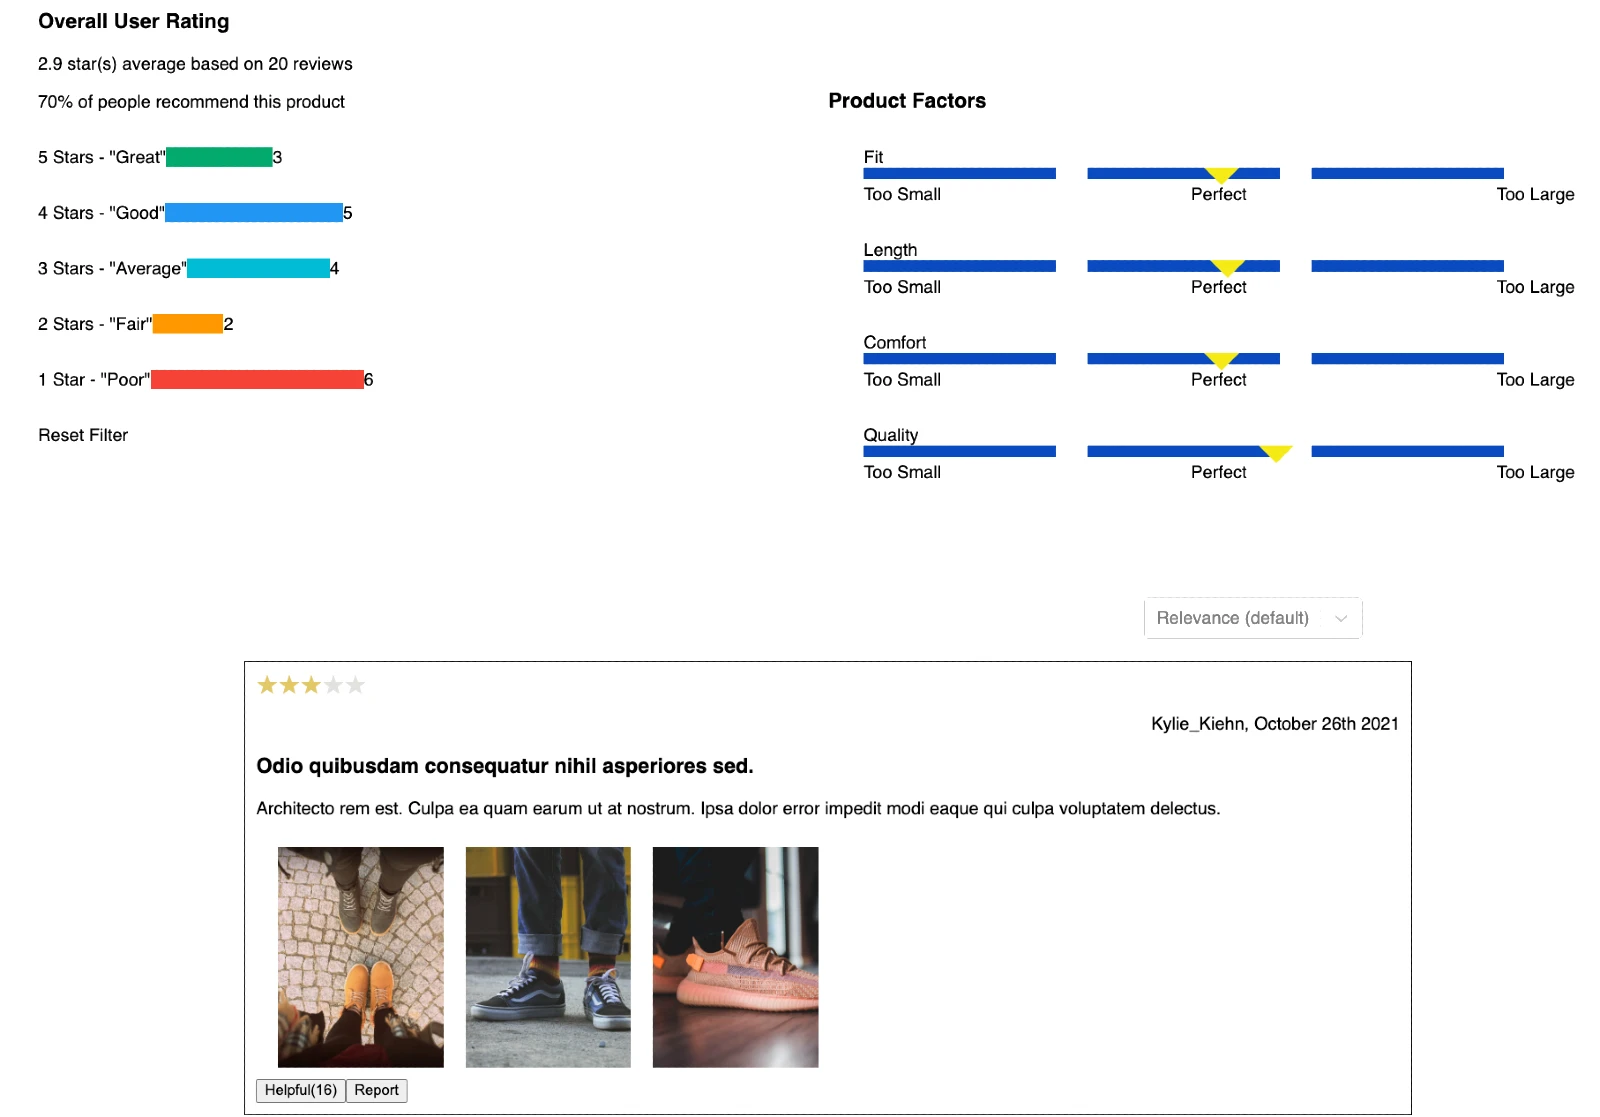 Overall User Rating
2.9 star(s) average based on 20 reviews
70% of people recommend this product
5 Stars - "Great" 3
4 Stars - "Good" 5
3 Stars - "Average" 4
2 Stars - "Fair" 2
1 Star - "Poor" 6
Reset Filter
Product Factors
Fit
Too Small Perfect Too Large
Length
Too Small Perfect Too Large
Comfort
Too Small Perfect Too Large
Quality
Too Small Perfect Too Large
Relevance (default)
Kylie_Kiehn, October 26th 2021
Odio quibusdam consequatur nihil asperiores sed.
Architecto rem est. Culpa ea quam earum ut at nostrum. Ipsa dolor error impedit modi eaque qui culpa voluptatem delectus.
Helpful(16) Report